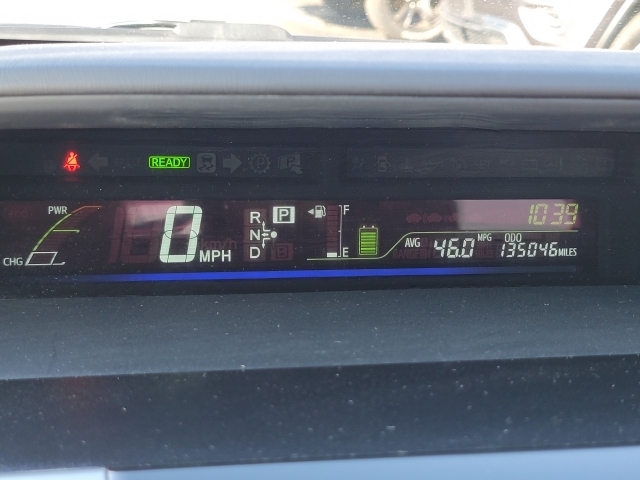 READY
PWR
CHG
0 MPH
R
N
D
P
F
E
10:39
AVG 46.0 MPG
ODO 135046 MILES